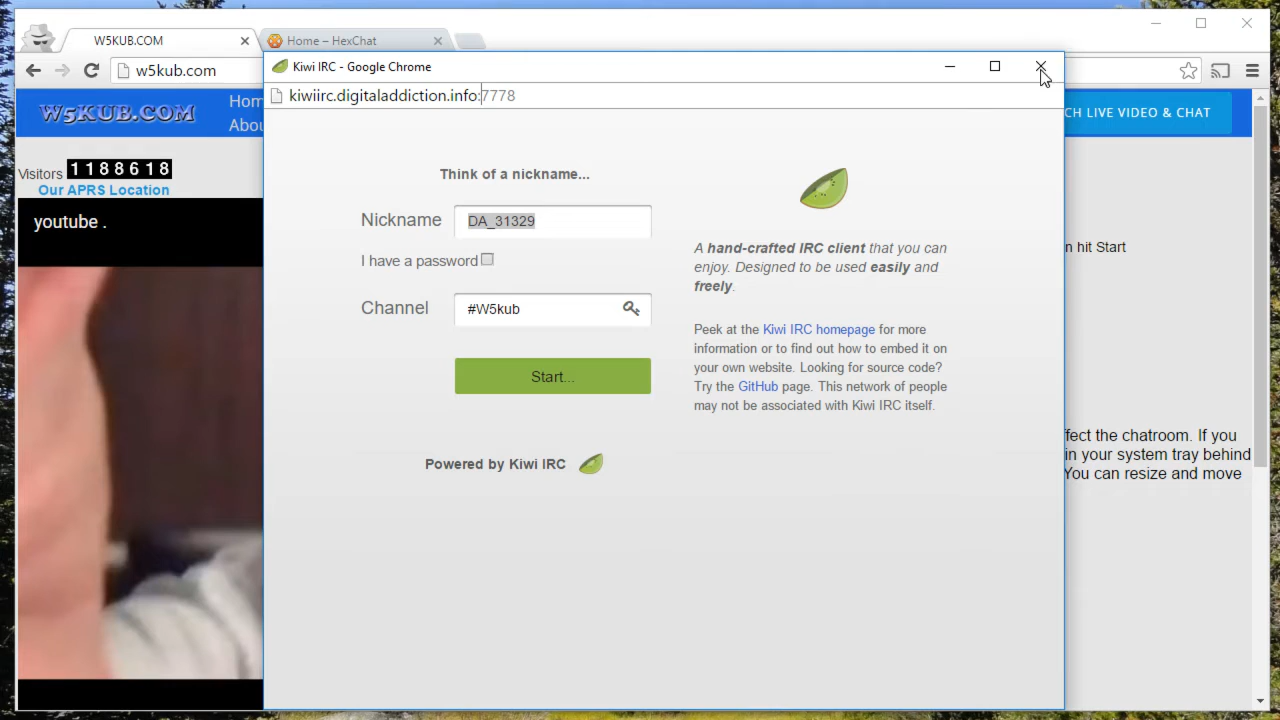 W5KUB.COM
Home – HexChat
w5kub.com
Kiwi IRC - Google Chrome
kiwiirc.digitaladdiction.info:7778
W5KUB.COM
Hom
Abou
CH LIVE VIDEO & CHAT
Visitors 1188618
Our APRS Location
youtube .
Think of a nickname...
Nickname
DA_31329
I have a password
Channel
#W5kub
Start...
Powered by Kiwi IRC
A hand-crafted IRC client that you can
enjoy. Designed to be used easily and
freely.
Peek at the Kiwi IRC homepage for more
information or to find out how to embed it on
your own website. Looking for source code?
Try the GitHub page. This network of people
may not be associated with Kiwi IRC itself.
n hit Start
ffect the chatroom. If you
in your system tray behind
You can resize and move